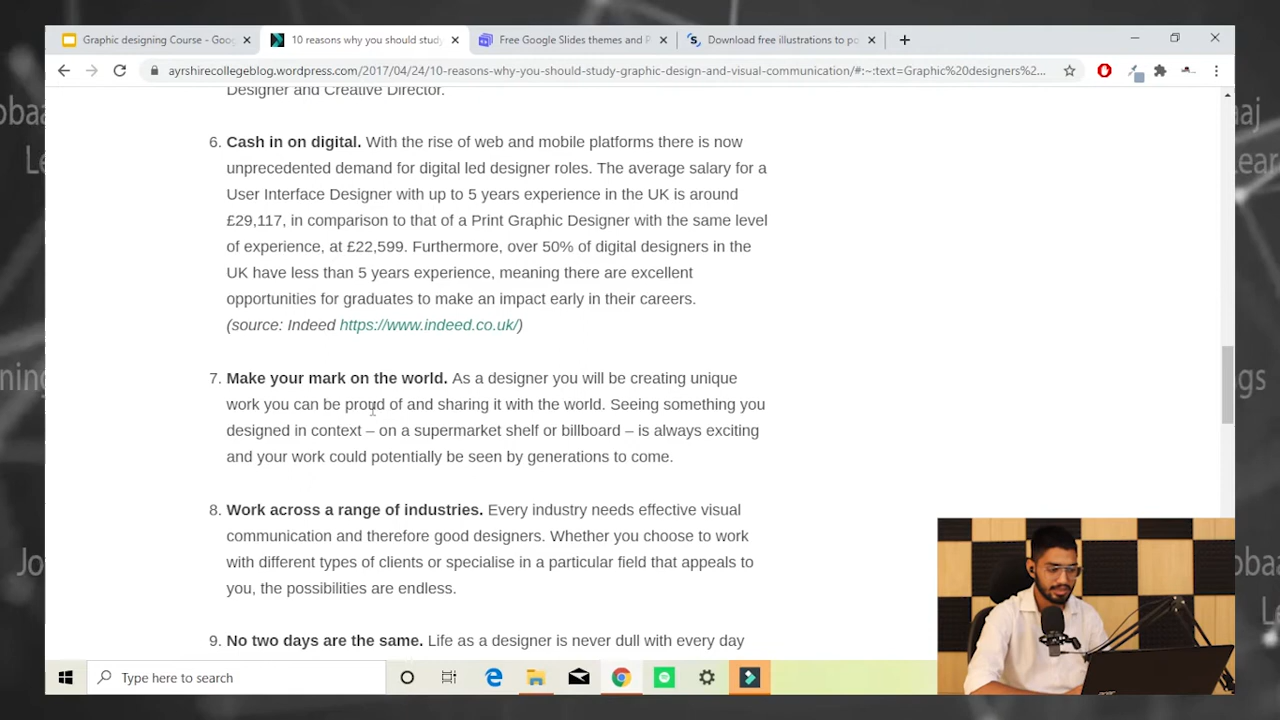 Graphic designing Course - Goo
10 reasons why you should study
Free Google Slides themes and P
Download free illustrations to po
ayrshirecollegeblog.wordpress.com/2017/04/24/10-reasons-why-you-should-study-graphic-design-and-visual-communication/#:~:text=Graphic%20designers%2...
Designer and Creative Director.
6. Cash in on digital. With the rise of web and mobile platforms there is now
unprecedented demand for digital led designer roles. The average salary for a
User Interface Designer with up to 5 years experience in the UK is around
£29,117, in comparison to that of a Print Graphic Designer with the same level
of experience, at £22,599. Furthermore, over 50% of digital designers in the
UK have less than 5 years experience, meaning there are excellent
opportunities for graduates to make an impact early in their careers.
(source: Indeed https://www.indeed.co.uk/)
7. Make your mark on the world. As a designer you will be creating unique
work you can be proud of and sharing it with the world. Seeing something you
designed in context – on a supermarket shelf or billboard – is always exciting
and your work could potentially be seen by generations to come.
8. Work across a range of industries. Every industry needs effective visual
communication and therefore good designers. Whether you choose to work
with different types of clients or specialise in a particular field that appeals to
you, the possibilities are endless.
9. No two days are the same. Life as a designer is never dull with every day
Type here to search